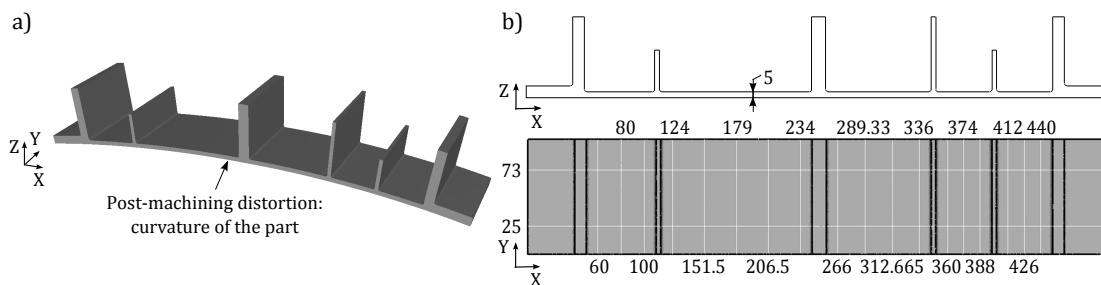 a)
Z
Y
X
Post-machining distortion:
curvature of the part
b)
5
Z
X
80 124 179 234 289.33 336 374 412 440
73
25
Y
X
60 100 151.5 206.5 266 312.665 360 388 426